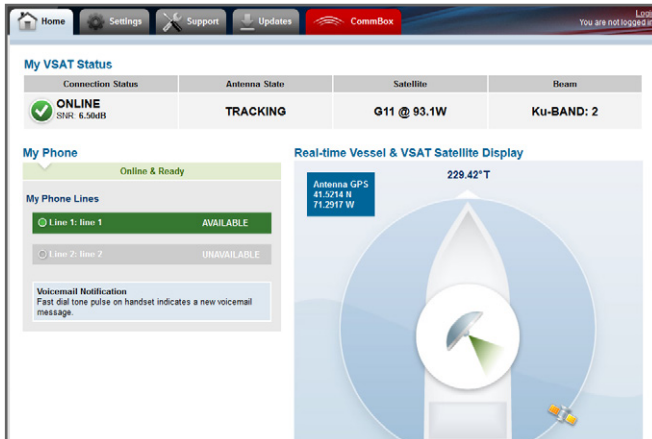 Home
Settings
Support
Updates
CommBox
You are not logged in
My VSAT Status
Connection Status
Antenna State
Satellite
Beam
ONLINE
SNR: 6.50dB
TRACKING
G11 @ 93.1W
Ku-BAND: 2
My Phone
Online & Ready
My Phone Lines
Line 1: line 1 AVAILABLE
Line 2: line 2 UNAVAILABLE
Voicemail Notification
Fast dial tone pulse on handset indicates a new voicemail
message.
Real-time Vessel & VSAT Satellite Display
229.42°T
Antenna GPS
41.5214 N
71.2917 W